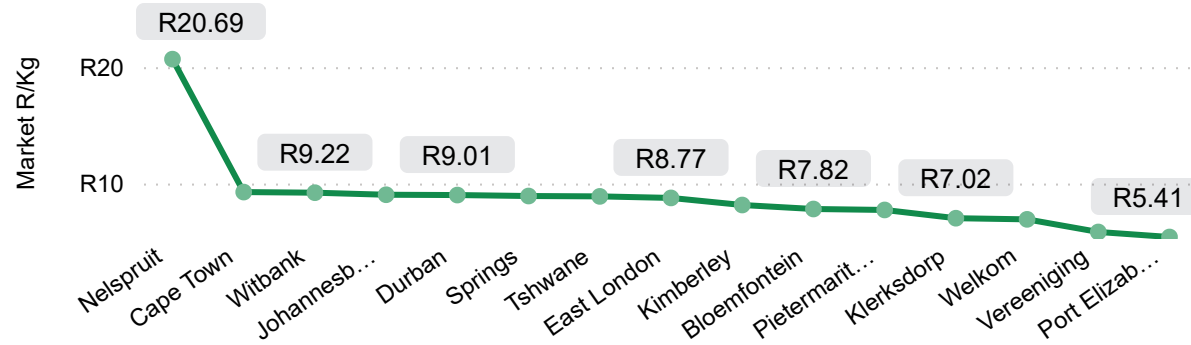 Market R/Kg
R20
R10
R20.69
R9.22
R9.01
R8.77
R7.82
R7.02
R5.41
Nelspruit
Cape Town
Witbank
Johannesb…
Durban
Springs
Tshwane
East London
Kimberley
Bloemfontein
Pietermarit…
Klerksdorp
Welkom
Vereeniging
Port Elizab…